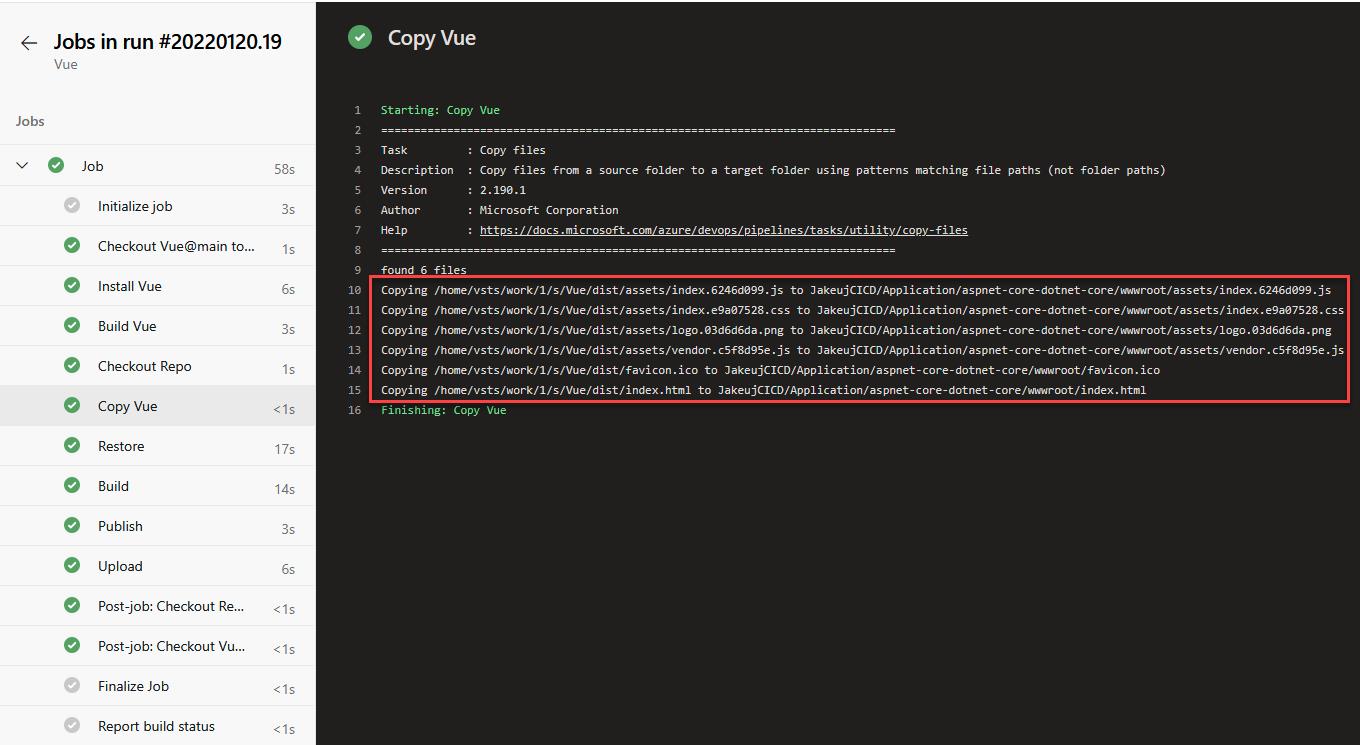 Jobs in run #20220120.19
Vue
Jobs
Job 58s
Initialize job 3s
Checkout Vue@main to... 1s
Install Vue 6s
Build Vue 3s
Checkout Repo 1s
Copy Vue <1s
Restore 17s
Build 14s
Publish 3s
Upload 6s
Post-job: Checkout Re... <1s
Post-job: Checkout Vu... <1s
Finalize Job <1s
Report build status <1s
Copy Vue
1 Starting: Copy Vue
2 ==============================================================================
3 Task : Copy files
4 Description : Copy files from a source folder to a target folder using patterns matching file paths (not folder paths)
5 Version : 2.190.1
6 Author : Microsoft Corporation
7 Help : https://docs.microsoft.com/azure/devops/pipelines/tasks/utility/copy-files
8 ==============================================================================
9 found 6 files
10 Copying /home/vsts/work/1/s/Vue/dist/assets/index.6246d099.js to JakeujCICD/Application/aspnet-core-dotnet-core/wwwroot/assets/index.6246d099.js
11 Copying /home/vsts/work/1/s/Vue/dist/assets/index.e9a07528.css to JakeujCICD/Application/aspnet-core-dotnet-core/wwwroot/assets/index.e9a07528.css
12 Copying /home/vsts/work/1/s/Vue/dist/assets/logo.03d6d6da.png to JakeujCICD/Application/aspnet-core-dotnet-core/wwwroot/assets/logo.03d6d6da.png
13 Copying /home/vsts/work/1/s/Vue/dist/assets/vendor.c5f8d95e.js to JakeujCICD/Application/aspnet-core-dotnet-core/wwwroot/assets/vendor.c5f8d95e.js
14 Copying /home/vsts/work/1/s/Vue/dist/favicon.ico to JakeujCICD/Application/aspnet-core-dotnet-core/wwwroot/favicon.ico
15 Copying /home/vsts/work/1/s/Vue/dist/index.html to JakeujCICD/Application/aspnet-core-dotnet-core/wwwroot/index.html
16 Finishing: Copy Vue